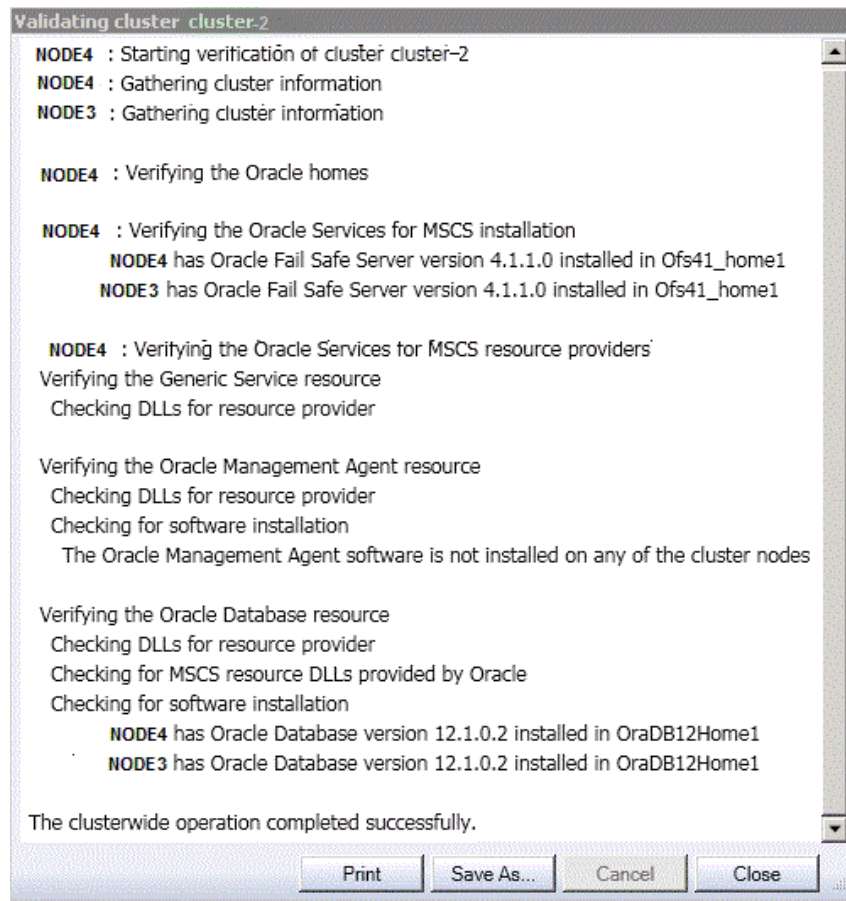 Validating cluster cluster-2
NODE4 : Starting verification of cluster cluster-2
NODE4 : Gathering cluster information
NODE3 : Gathering cluster information
NODE4 : Verifying the Oracle homes
NODE4 : Verifying the Oracle Services for MSCS installation
NODE4 has Oracle Fail Safe Server version 4.1.1.0 installed in Ofs41_home1
NODE3 has Oracle Fail Safe Server version 4.1.1.0 installed in Ofs41_home1
NODE4 : Verifying the Oracle Services for MSCS resource providers
Verifying the Generic Service resource
Checking DLLs for resource provider
Verifying the Oracle Management Agent resource
Checking DLLs for resource provider
Checking for software installation
The Oracle Management Agent software is not installed on any of the cluster nodes
Verifying the Oracle Database resource
Checking DLLs for resource provider
Checking for MSCS resource DLLs provided by Oracle
Checking for software installation
NODE4 has Oracle Database version 12.1.0.2 installed in OraDB12Home1
NODE3 has Oracle Database version 12.1.0.2 installed in OraDB12Home1
The clusterwide operation completed successfully.
Print Save As... Cancel Close